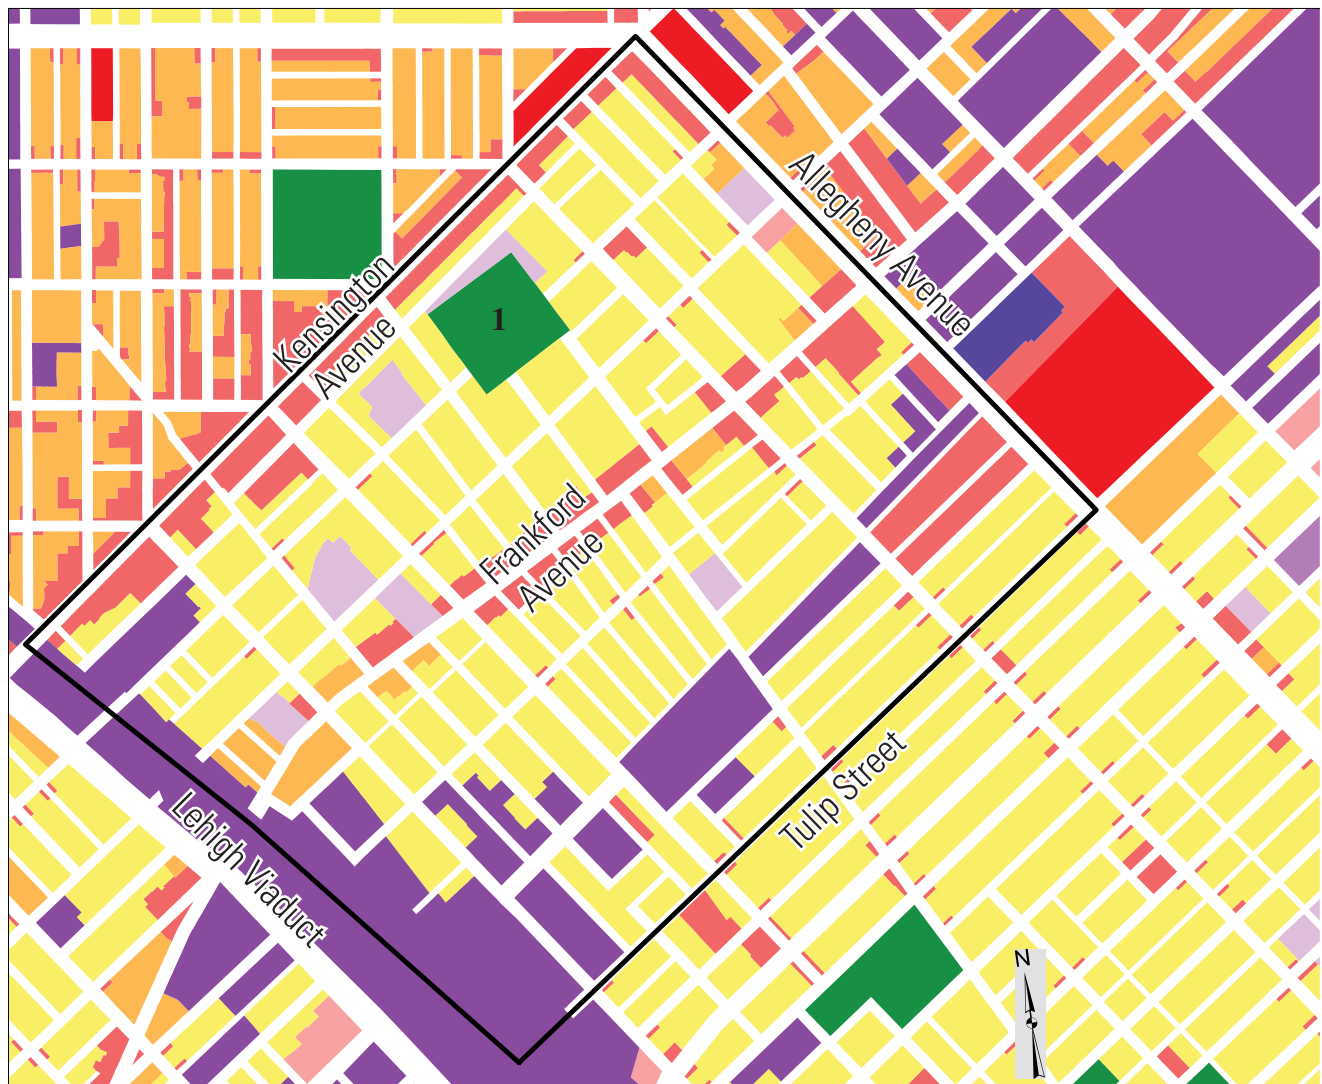 Allegheny Avenue
Kensington
Avenue
1
Frankford
Avenue
Tulip Street
Lehigh Viaduct
N